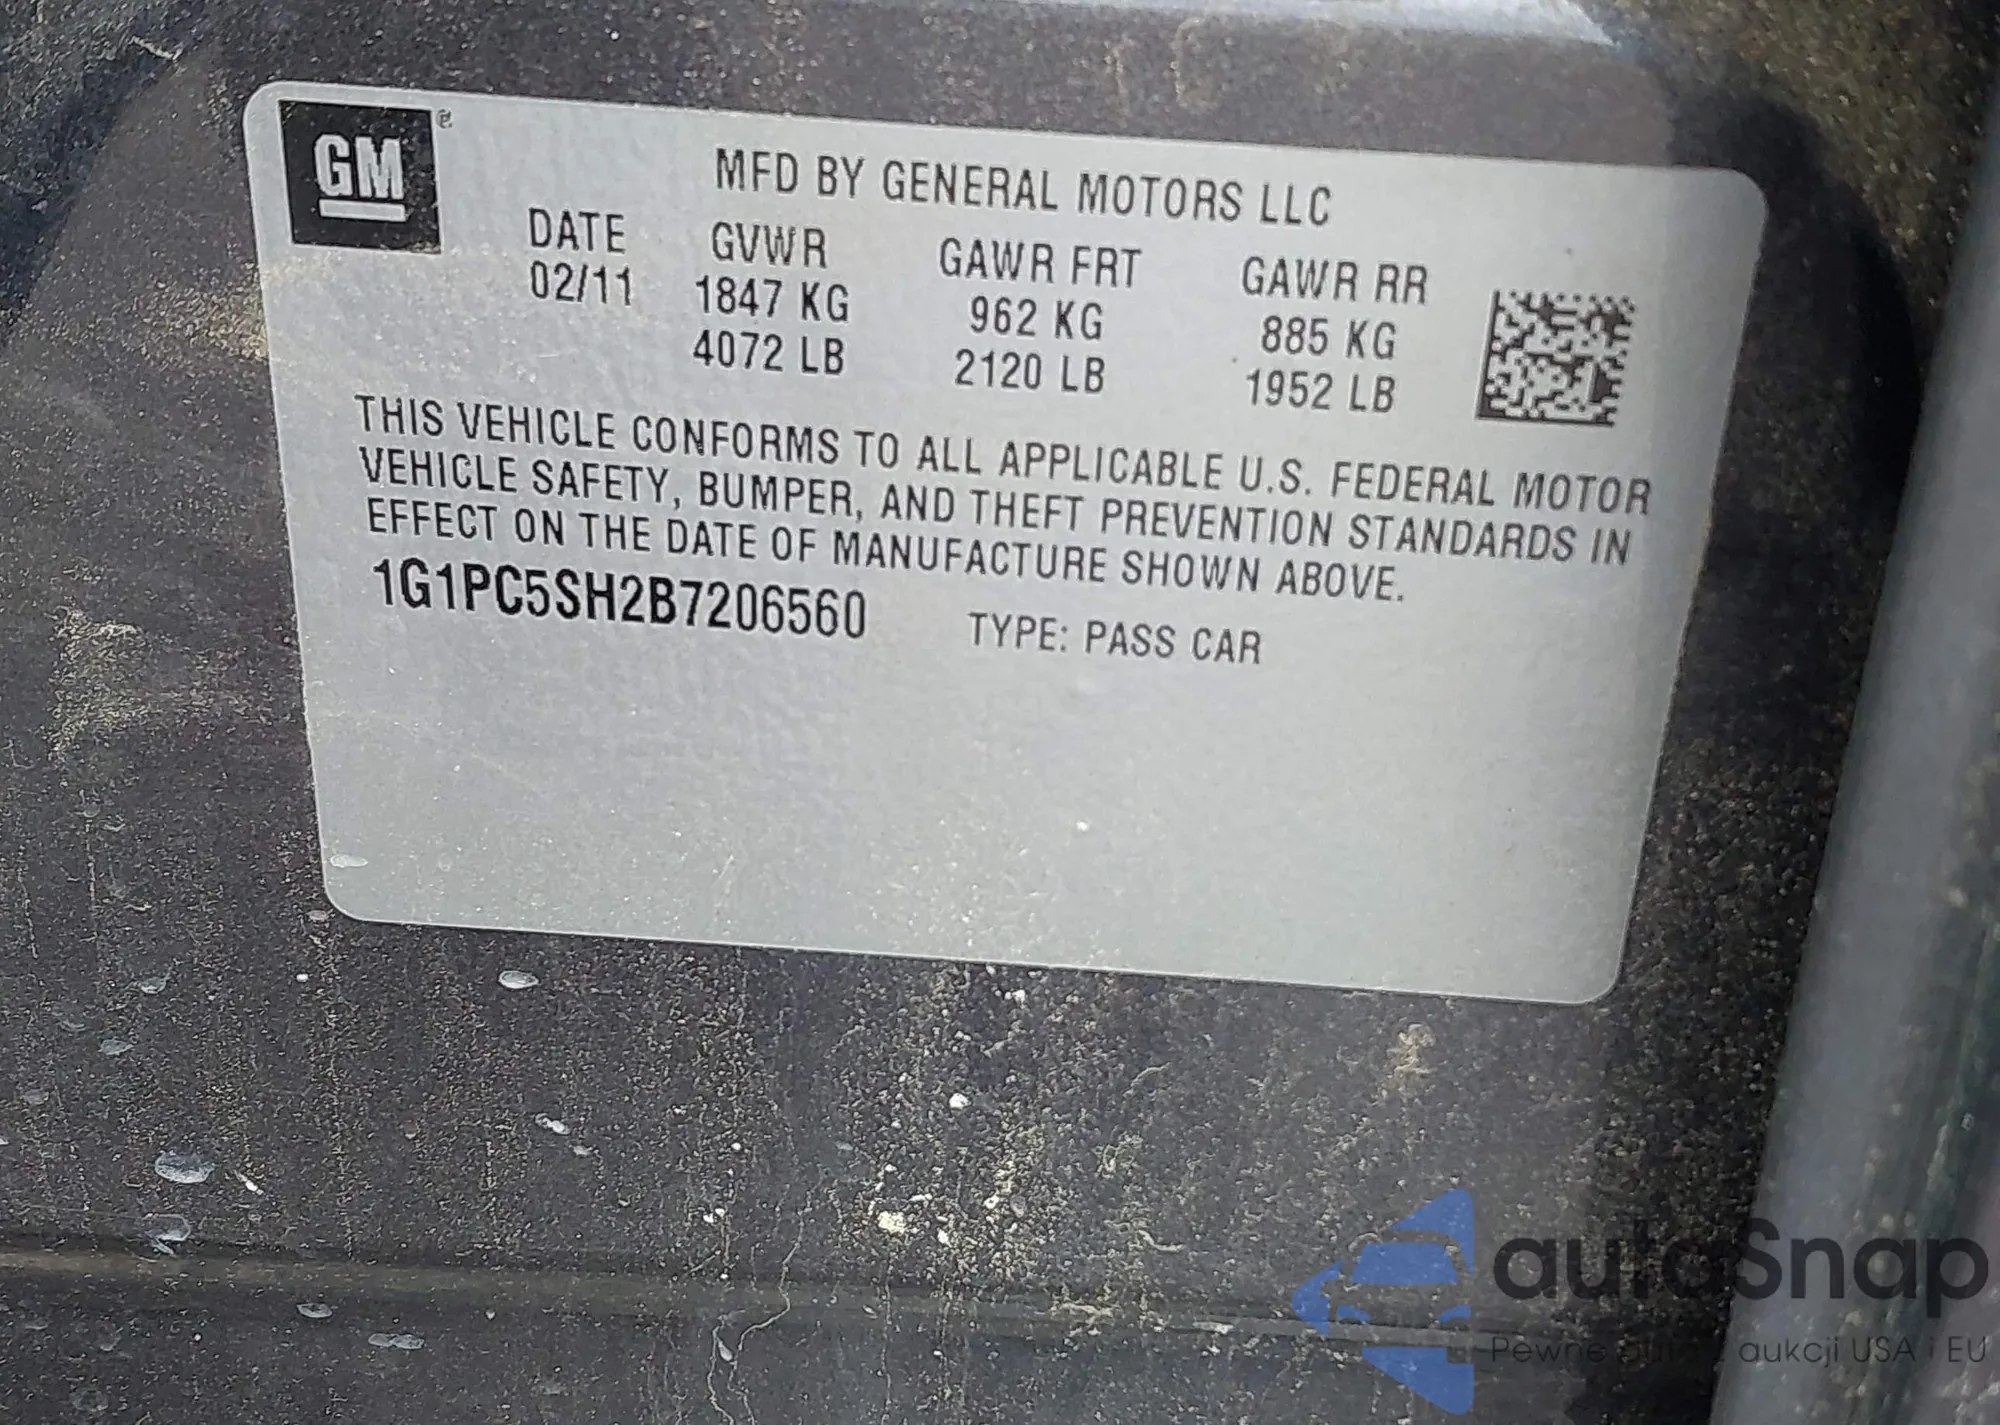 GM
MFD BY GENERAL MOTORS LLC
DATE GVWR GAWR FRT GAWR RR
02/11 1847 KG 962 KG 885 KG
4072 LB 2120 LB 1952 LB
THIS VEHICLE CONFORMS TO ALL APPLICABLE U.S. FEDERAL MOTOR
VEHICLE SAFETY, BUMPER, AND THEFT PREVENTION STANDARDS IN
EFFECT ON THE DATE OF MANUFACTURE SHOWN ABOVE.
1G1PC5SH2B7206560 TYPE: PASS CAR
autoSnap
Pewne auta z aukcji USA i EU